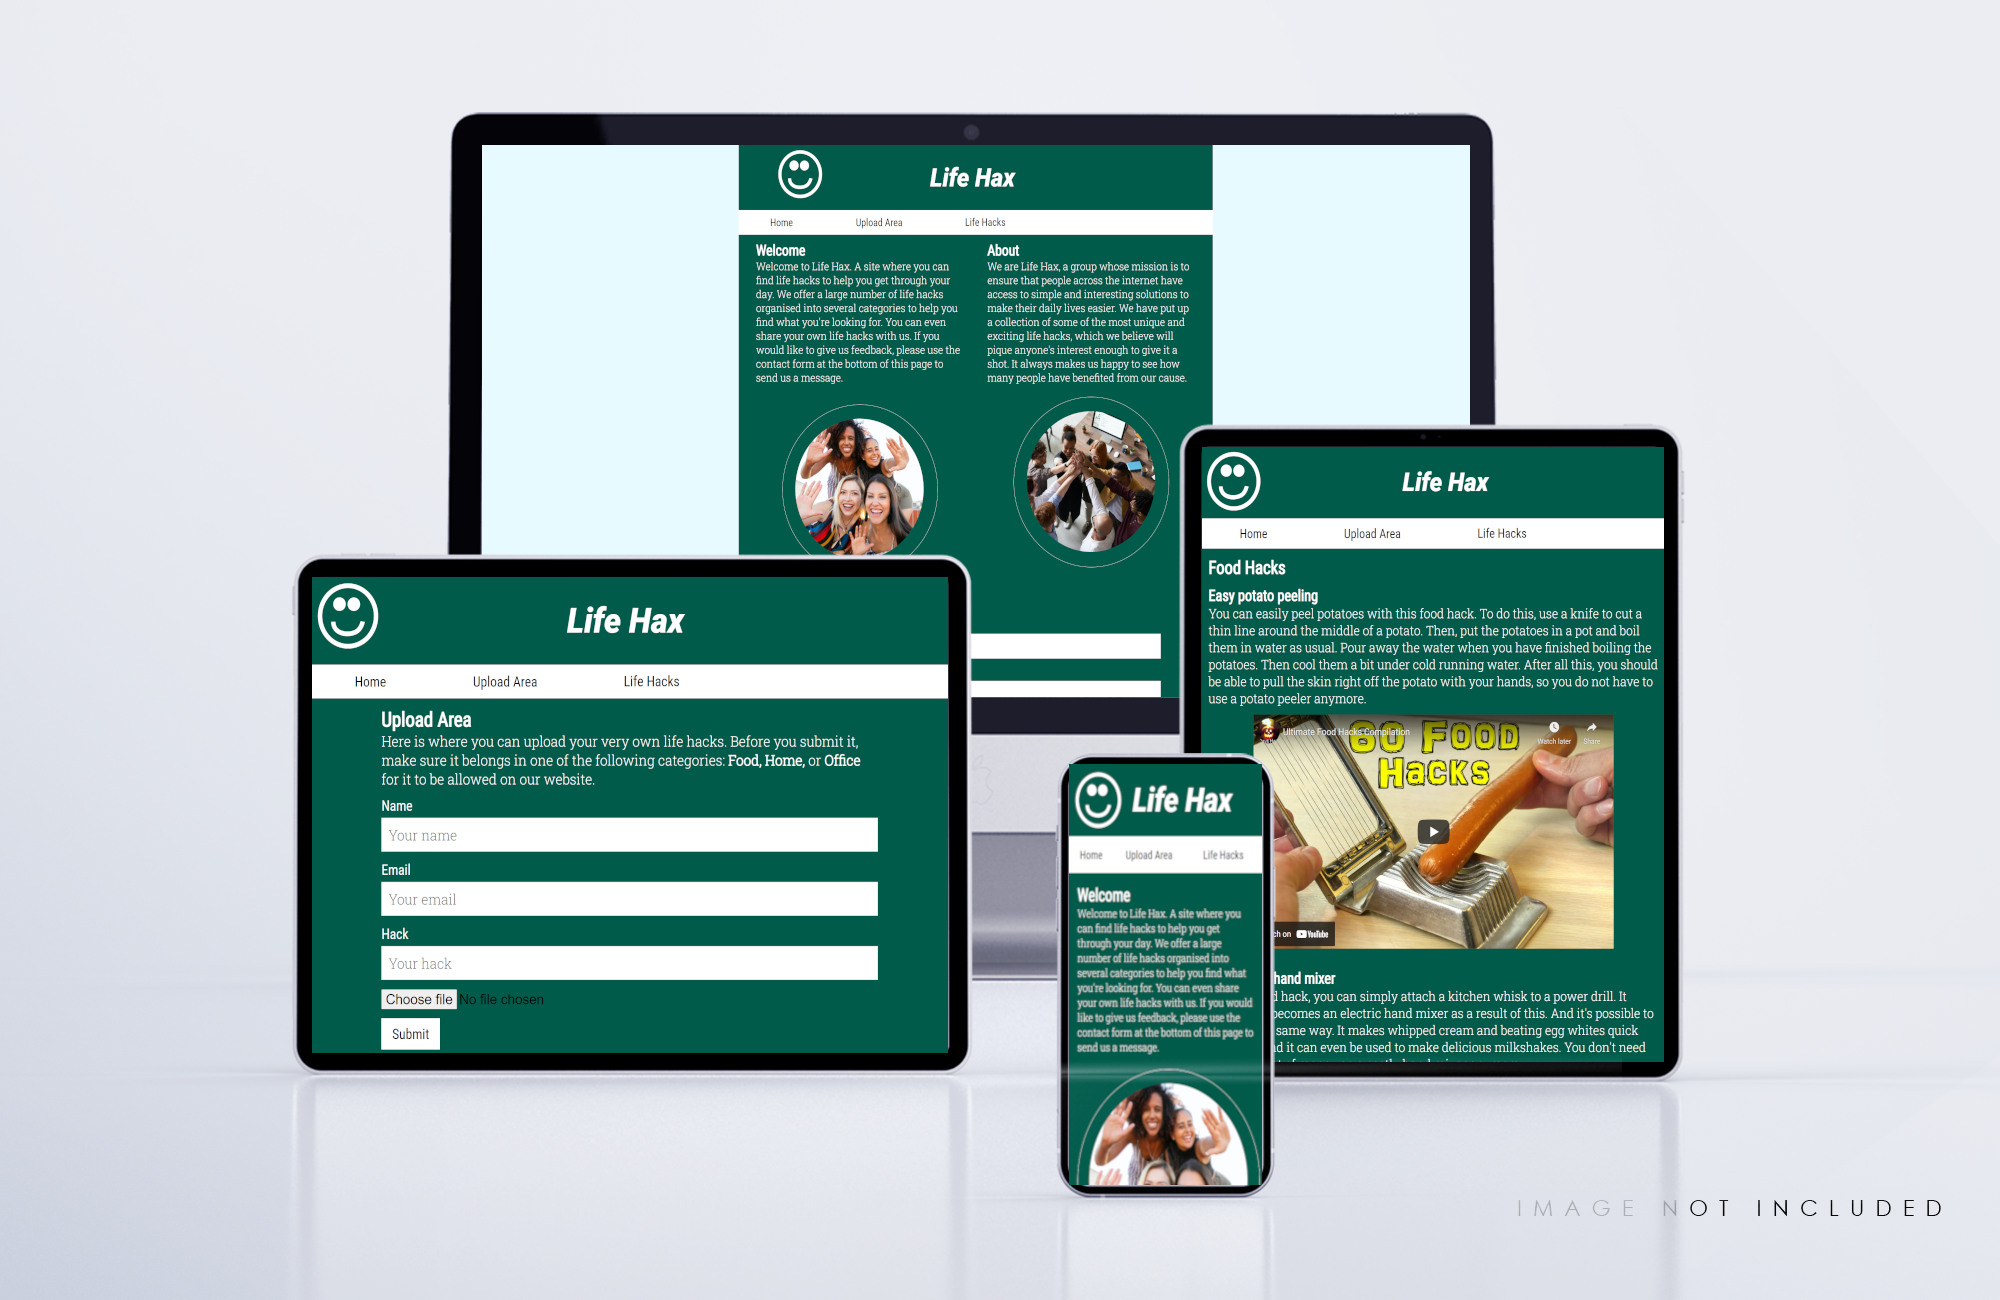 Life Hax
Home
Upload Area
Life Hacks
Welcome
Welcome to Life Hax. A site where you can
find life hacks to help you get through your
day. We offer a large number of life hacks
organised into several categories to help you
find what you're looking for. You can even
share your own life hacks with us. If you
would like to give us feedback, please use the
contact form at the bottom of this page to
send us a message.
About
We are Life Hax, a group whose mission is to
ensure that people across the internet have
access to simple and interesting solutions to
make their daily lives easier. We have put up
a collection of some of the most unique and
exciting life hacks, which we believe will
pique anyone's interest enough to give it a
shot. It always makes us happy to see how
many people have benefited from our cause.
Life Hax
Home
Upload Area
Life Hacks
Upload Area
Here is where you can upload your very own life hacks. Before you submit it,
make sure it belongs in one of the following categories: Food, Home, or Office
for it to be allowed on our website.
Name
Your name
Email
Your email
Hack
Your hack
Choose file No file chosen
Submit
Life Hax
Home
Upload Area
Life Hacks
Welcome
Welcome to Life Hax. A site where you
can find life hacks to help you get
through your day. We offer a large
number of life hacks organised into
several categories to help you find what
you're looking for. You can even share
your own life hacks with us. If you would
like to give us feedback, please use the
contact form at the bottom of this page to
send us a message.
Life Hax
Home
Upload Area
Life Hacks
Food Hacks
Easy potato peeling
You can easily peel potatoes with this food hack. To do this, use a knife to cut a
thin line around the middle of a potato. Then, put the potatoes in a pot and boil
them in water as usual. Pour away the water when you have finished boiling the
potatoes. Then cool them a bit under cold running water. After all this, you should
be able to pull the skin right off the potato with your hands, so you do not have to
use a potato peeler anymore.
Ultimate Food Hacks Compilation
Watch later
Share
60 Food
Hacks
ch on YouTube
hand mixer
d hack, you can simply attach a kitchen whisk to a power drill. It
becomes an electric hand mixer as a result of this. And it's possible to
same way. It makes whipped cream and beating egg whites quick
d it can even be used to make delicious milkshakes. You don't need
IMAGE NOT INCLUDED